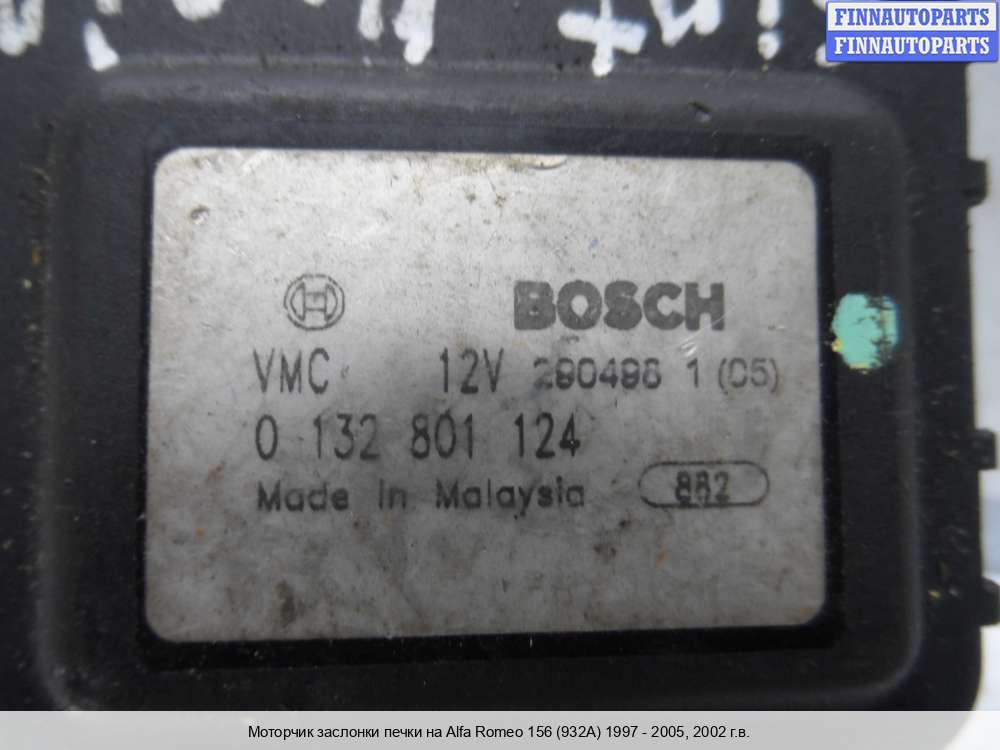 FINNAUTOPARTS
FINNAUTOPARTS
BOSCH
VMC 12V 290498 1 (05)
0 132 801 124
Made in Malaysia 882
Моторчик заслонки печки на Alfa Romeo 156 (932A) 1997 - 2005, 2002 г.в.